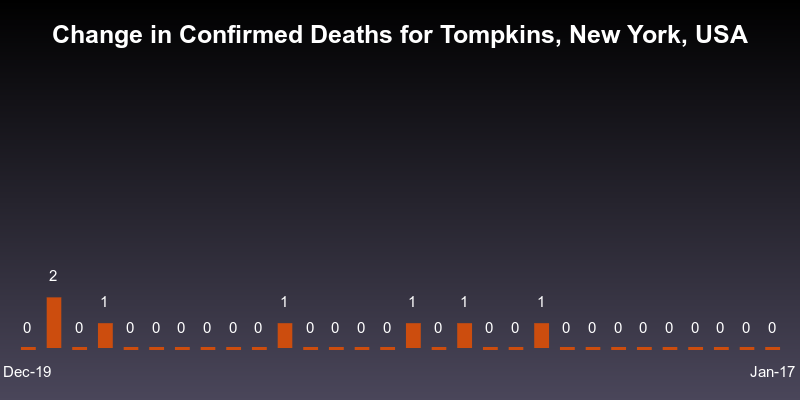 Change in Confirmed Deaths for Tompkins, New York, USA
2
1 1 1 1 1
0 0 0 0 0 0 0 0 0 0 0 0 0 0 0 0 0 0 0 0 0 0 0 0
Dec-19 Jan-17